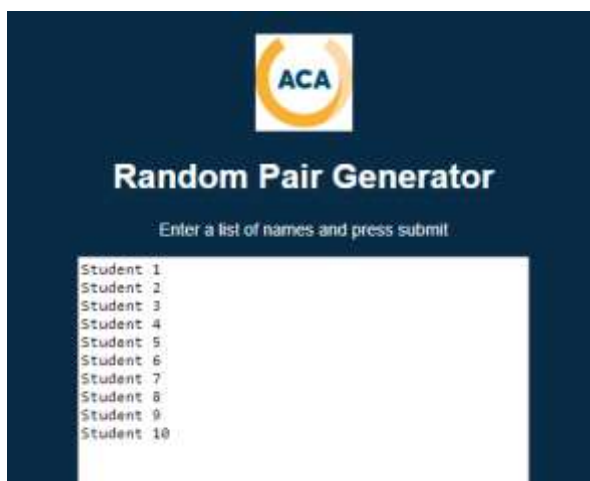 ACA
Random Pair Generator
Enter a list of names and press submit
Student 1
Student 2
Student 3
Student 4
Student 5
Student 6
Student 7
Student 8
Student 9
Student 10